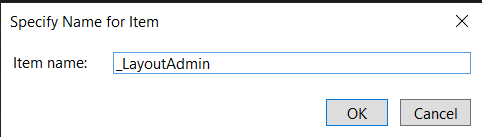 Specify Name for Item
Item name: _LayoutAdmin
OK Cancel